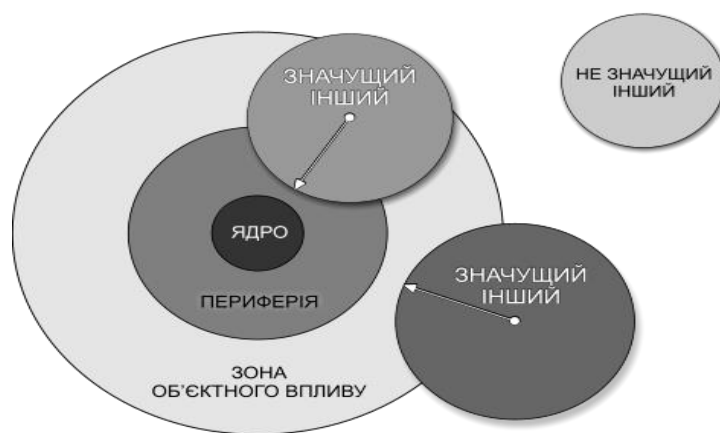 ЗНАЧУЩИЙ
ІНШИЙ
НЕ ЗНАЧУЩИЙ
ІНШИЙ
ЯДРО
ЗНАЧУЩИЙ
ІНШИЙ
ПЕРИФЕРІЯ
ЗОНА
ОБ'ЄКТНОГО ВПЛИВУ